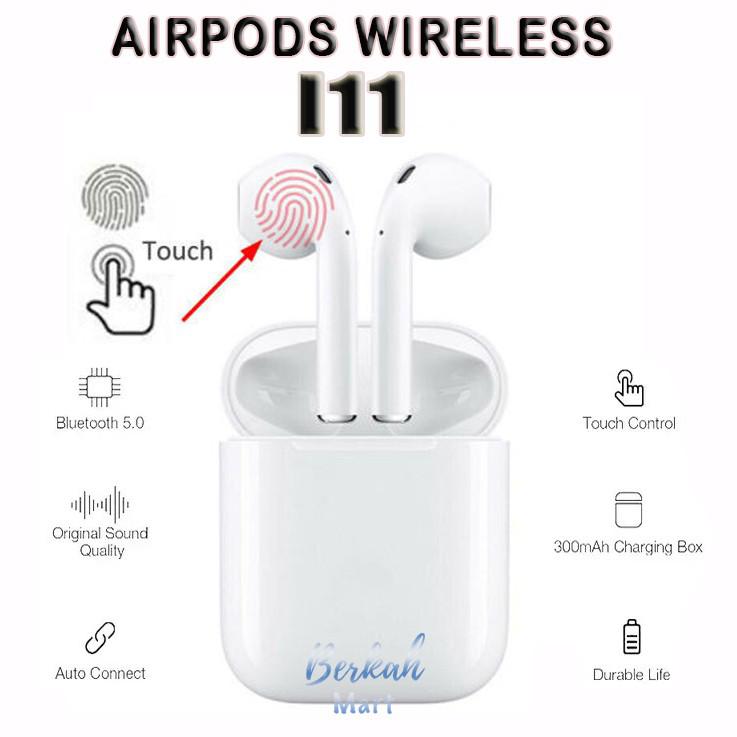 AIRPODS WIRELESS
I11
Touch
Bluetooth 5.0
Touch Control
Original Sound
Quality
300mAh Charging Box
Auto Connect
Durable Life
Berkah
Mart